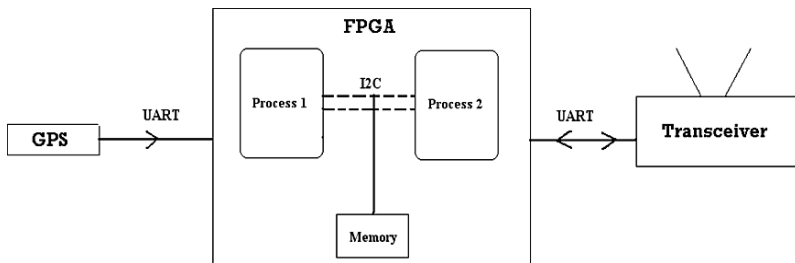 FPGA
I2C
Process 1
Process 2
UART
UART
GPS
Transceiver
Memory